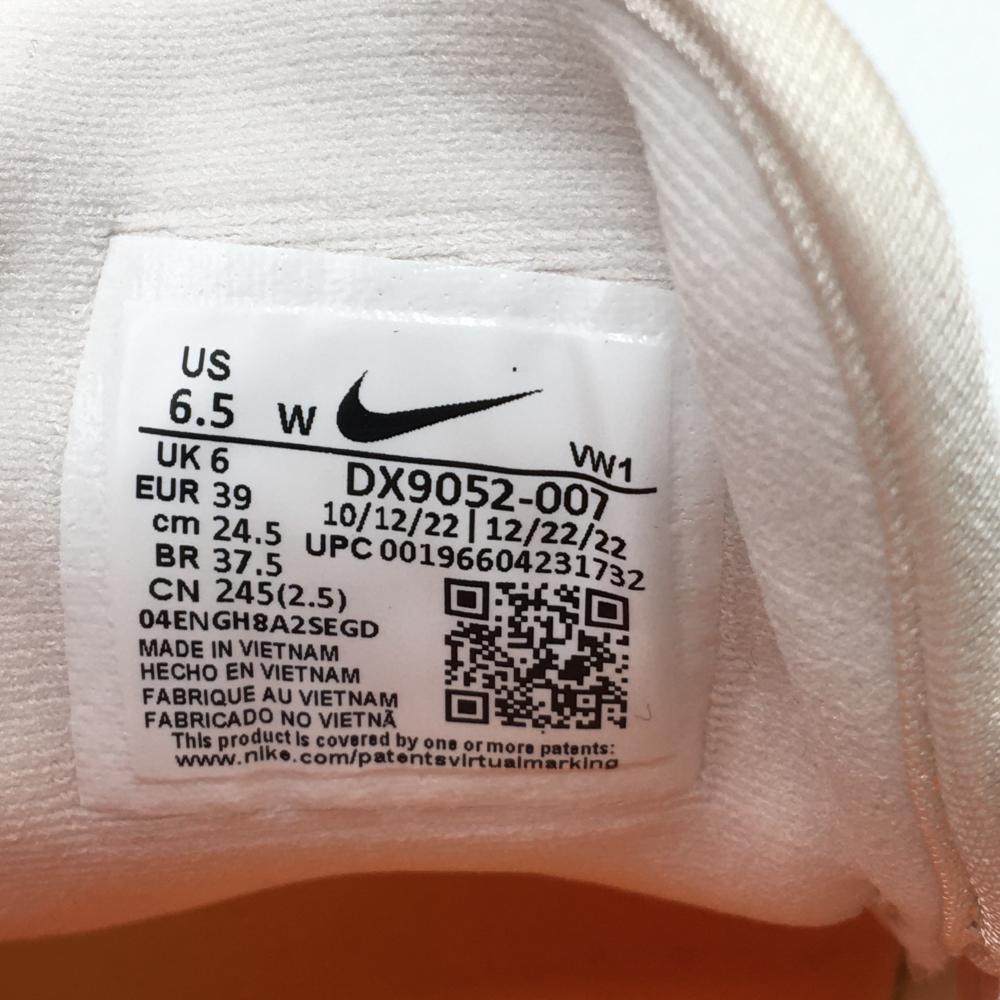 US
6.5 W
VW1
UK 6
EUR 39
cm 24.5
BR 37.5
CN 245(2.5)
DX9052-007
10/12/22 | 12/22/22
UPC 00196604231732
04ENGH8A2SEGD
MADE IN VIETNAM
HECHO EN VIETNAM
FABRIQUE AU VIETNAM
FABRICADO NO VIETNÃ
This product is covered by one or more patents:
www.nike.com/patentsvirtualmarking